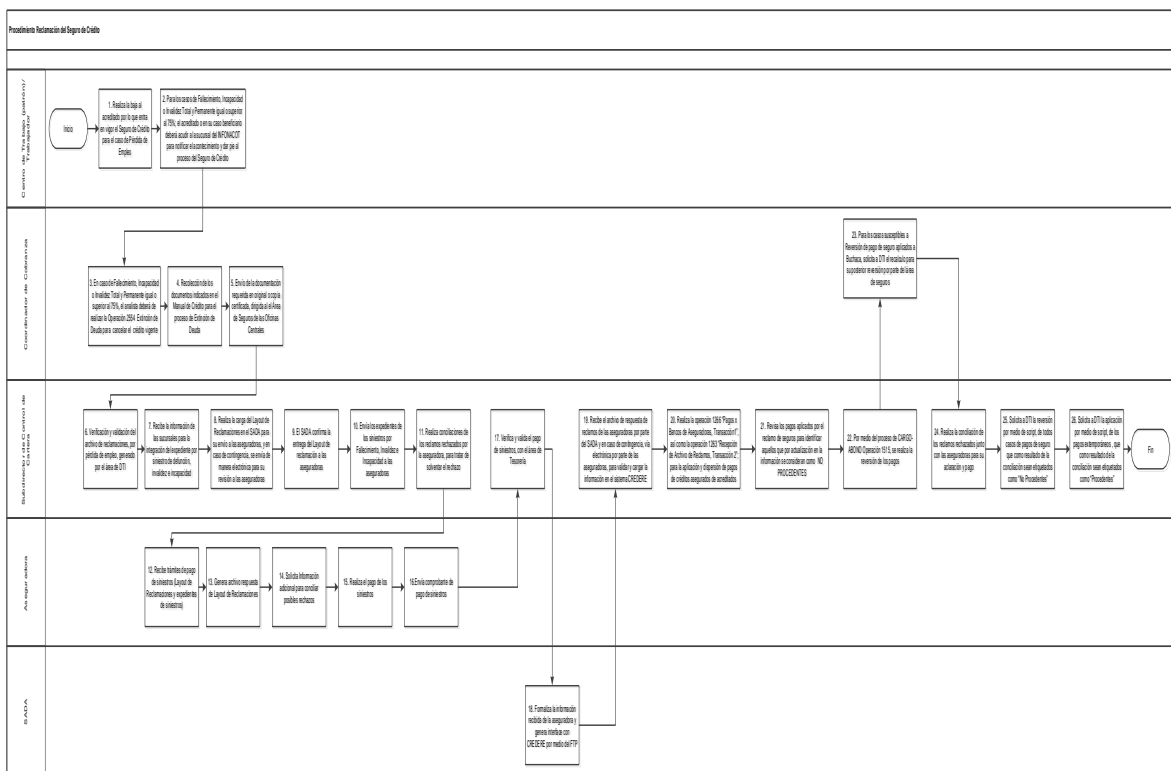 Procedimiento Reclamación del Seguro de Crédito
Centro de Trabajo (patrón)/
Trabajador
Inicio
1. Realiza la baja al
acreditado por lo que entra
en vigor el Seguro de Crédito
para el caso de Pérdida de
Empleo
2. Para los casos de Fallecimiento, Incapacidad
o Invalidez Total y Permanente igual o superior
al 75%, el acreditado o en su caso beneficiario
deberá acudir a la sucursal del INFONACOT
para notificar el acontecimiento y dar pie al
proceso del Seguro de Crédito
Coordinador de Cobranza
3. En caso de Fallecimiento, Incapacidad
o Invalidez Total y Permanente igual o
superior al 75%, el analista deberá de
realizar la Operación 2554 Extinción de
Deuda para cancelar el crédito vigente
4. Recolección de los
documentos indicados en el
Manual de Crédito para el
proceso de Extinción de
Deuda
5. Envío de la documentación
requerida en original o copia
certificada, dirigida al el Área
de Seguros de las Oficinas
Centrales
23. Para los casos susceptibles a
Reversión de pago de seguro aplicados a
Buchaca, solicita a DTI el recalculo para
su posterior reversión por parte de la área de
seguros
Subdirector de Control de
Cartera
6. Verificación y validación del
archivo de reclamaciones, por
pérdida de empleo, generado
por el área de DTI
7. Recibe la información de
las sucursales para la
integración de expediente por
siniestro de defunción,
invalidez e incapacidad
8. Realiza la carga del Layout de
Reclamaciones en el SADA para
su envío a las aseguradoras, y en
caso de contingencia, se envía de
manera electrónica para su
revisión a las aseguradoras
9. El SADA confirma la
entrega del Layout de
reclamación a las
aseguradoras
10. Envía los expedientes de
los siniestros por
Fallecimiento, Invalidez e
Incapacidad a las
aseguradoras
11. Realiza conciliaciones de
los reclamos rechazados por
la aseguradora, para tratar de
solventar el rechazo
17. Verifica y valida el pago
de siniestros, con el área de
Tesorería
19. Recibe el archivo de respuesta de
reclamos de las aseguradoras por parte
del SADA y en caso de contingencia, vía
electrónica por parte de las
aseguradoras, para validar y cargar la
información en el sistema CREDERE
20. Realiza la operación 1266 "Pagos x
Bancos de Aseguradoras, Transacción1",
así como la operación 1263 "Recepción
de Archivo de Reclamos, Transacción 2";
para la aplicación y dispersión de pagos
de créditos asegurados de acreditados
21. Revisa los pagos aplicados por el
reclamo de seguros para identificar
aquellos que por actualización en la
información se consideran como NO
PROCEDENTES
22. Por medio del proceso de CARGO-
ABONO Operación 1515, se realiza la
reversión de los pagos
24. Realiza la conciliación de
los reclamos rechazados junto
con las aseguradoras para su
aclaración y pago
25. Solicita a DTI la reversión
por medio de script, de todos
casos de pagos de seguro
que como resultado de la
conciliación sean etiquetados
como "No Procedentes"
26. Solicita a DTI la aplicación
por medio de script, de los
pagos extemporáneos , que
como resultado de la
conciliación sean etiquetados
como "Procedentes"
Fin
Aseguradora
12. Recibe trámites de pago
de siniestros (Layout de
Reclamaciones y expedientes
de siniestros)
13. Genera archivo respuesta
de Layout de Reclamaciones
14. Solicita Información
adicional para conciliar
posibles rechazos
15. Realiza el pago de los
siniestros
16.Envía comprobante de
pago de siniestros
SADA
18. Formaliza la información
recibida de la aseguradora y
genera interfase con
CREDERE por medio del FTP